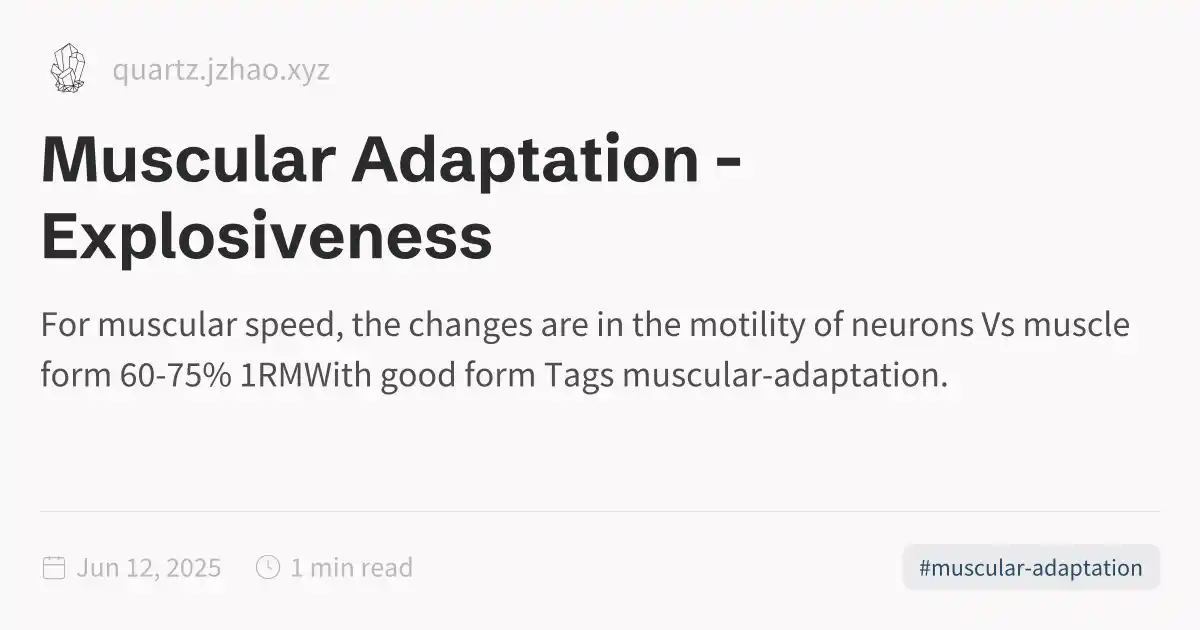 quartz.jzhao.xyz
Muscular Adaptation -
Explosiveness
For muscular speed, the changes are in the motility of neurons Vs muscle
form 60-75% 1RMWith good form Tags muscular-adaptation.
Jun 12, 2025
1 min read
#muscular-adaptation